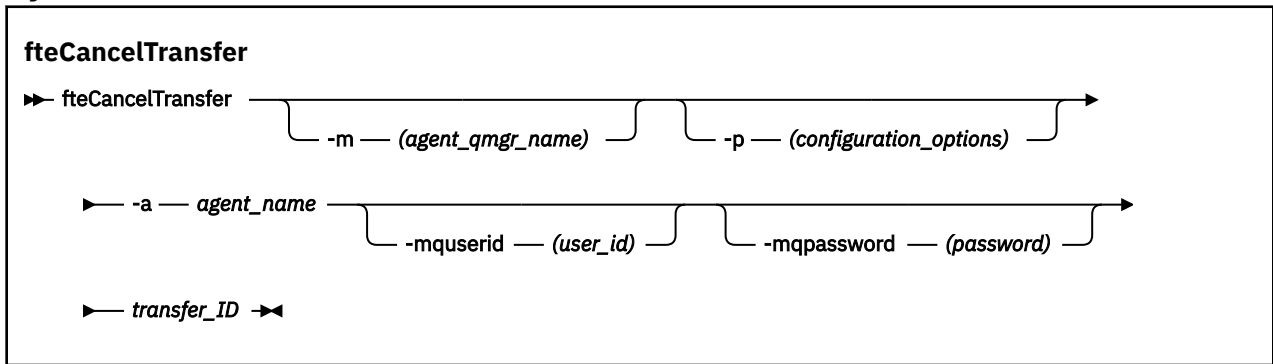 fteCancelTransfer
fteCancelTransfer
-m (agent_qmgr_name) -p (configuration_options)
-a agent_name
-mquserid (user_id) -mqpassword (password)
transfer_ID